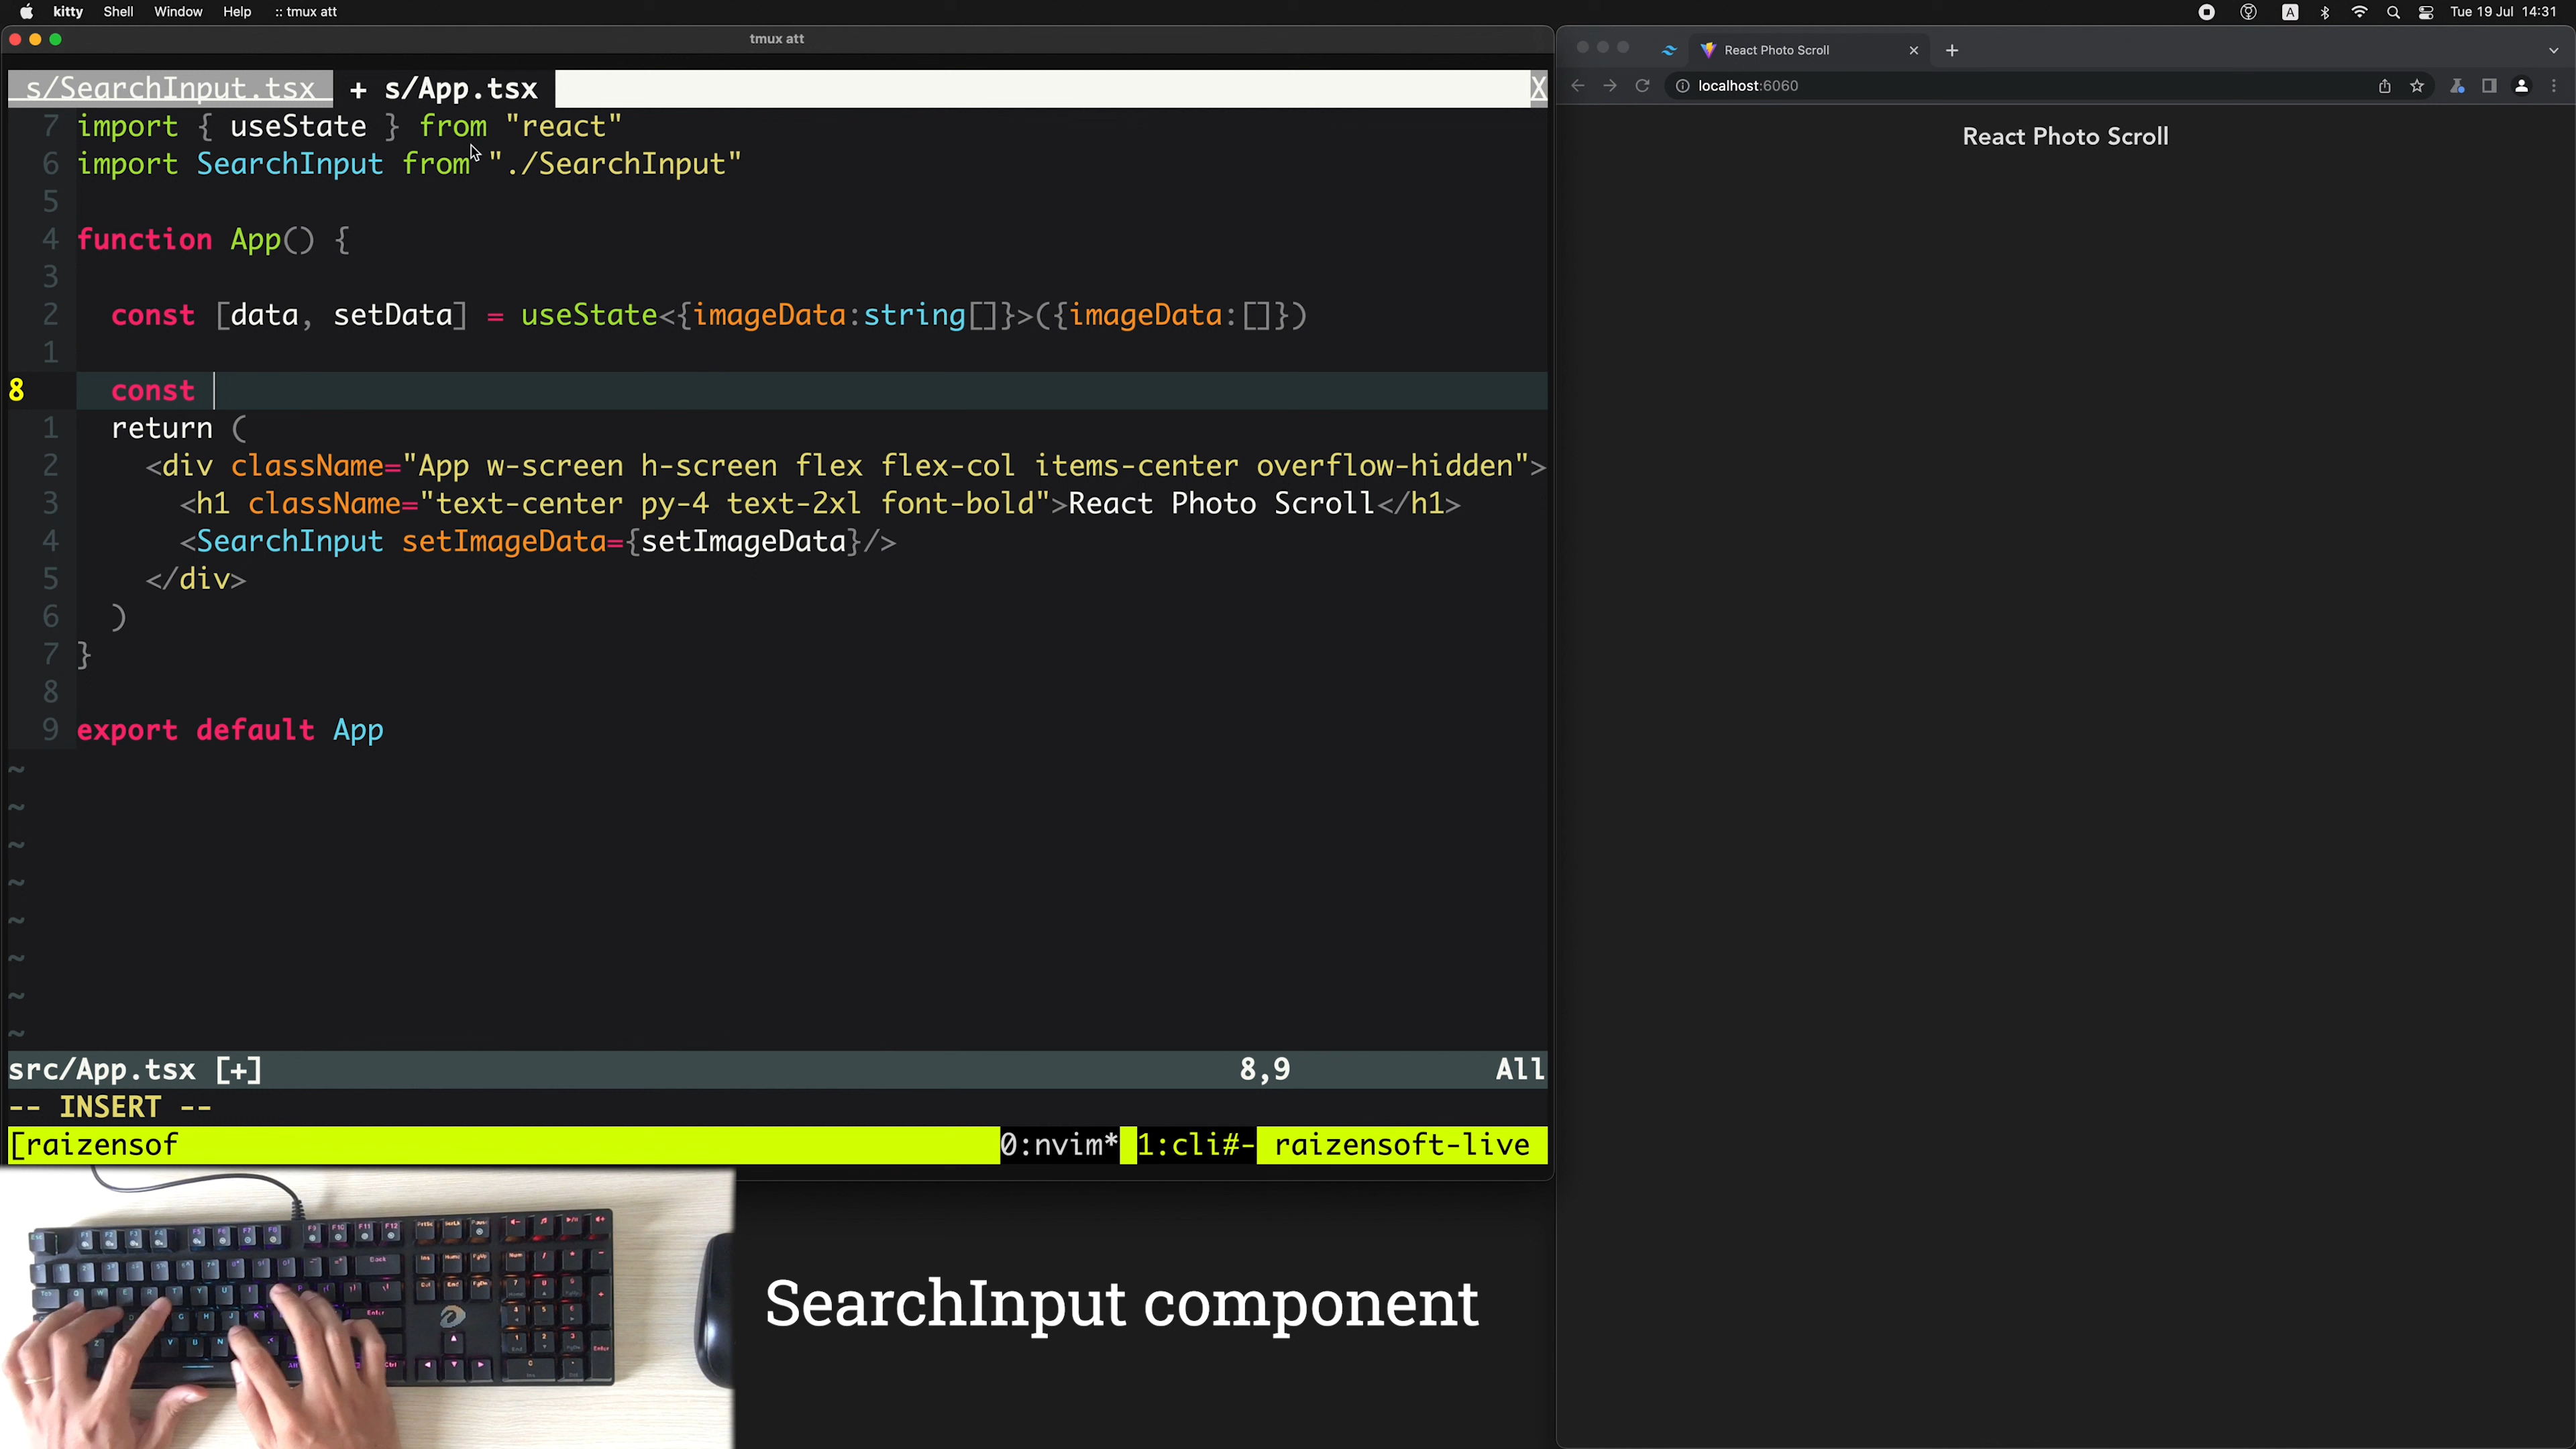 kitty Shell Window Help :: tmux att
A Tue 19 Jul 14:31
tmux att
s/SearchInput.tsx + s/App.tsx X
7 import { useState } from "react"
6 import SearchInput from "./SearchInput"
5
4 function App() {
3
2 const [data, setData] = useState<{imageData:string[]}>({imageData:[]})
1
8 const
1 return (
2 <div className="App w-screen h-screen flex flex-col items-center overflow-hidden">
3 <h1 className="text-center py-4 text-2xl font-bold">React Photo Scroll</h1>
4 <SearchInput setImageData={setImageData}/>
5 </div>
6 )
7 }
8
9 export default App
~
~
~
~
~
~
~
~
src/App.tsx [+] 8,9 All
-- INSERT --
[raizensof 0:nvim* 1:cli#- raizensoft-live
React Photo Scroll
localhost:6060
React Photo Scroll
SearchInput component